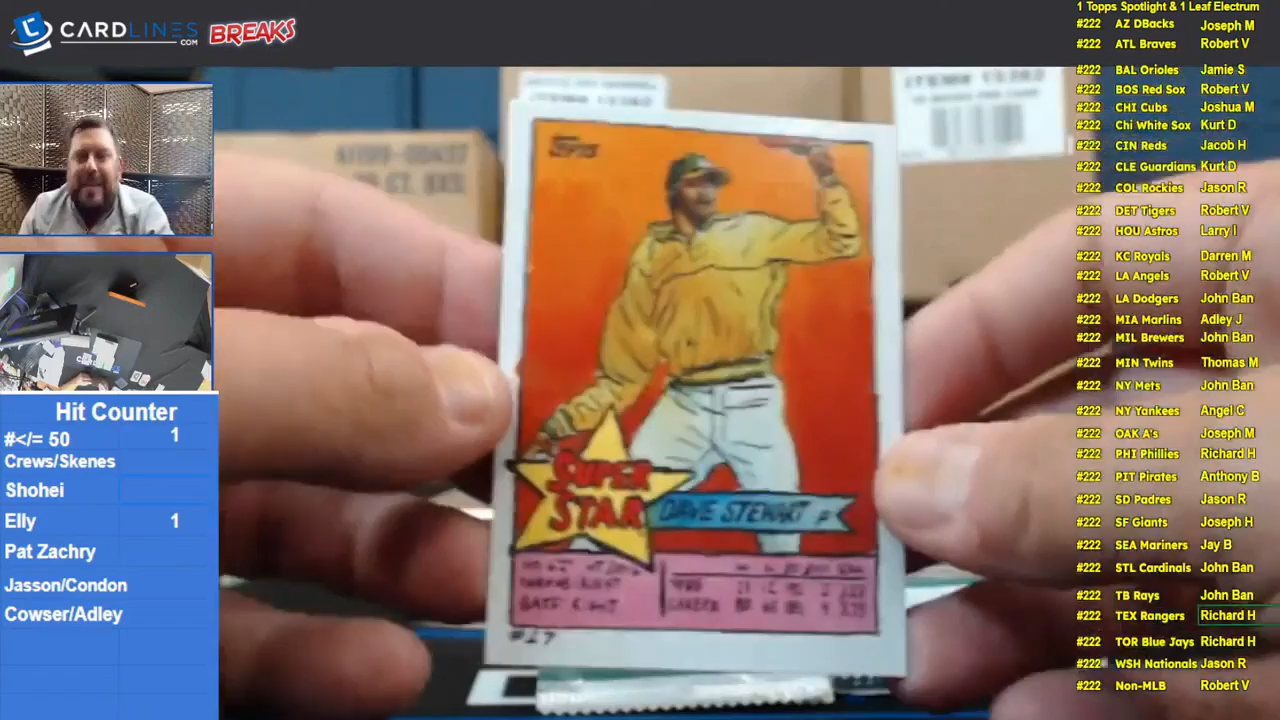 CARDLINES
.COM
BREAKS
1 Topps Spotlight & 1 Leaf Electrum
#222 AZ DBacks Joseph M
#222 ATL Braves Robert V
#222 BAL Orioles Jamie S
#222 BOS Red Sox Robert V
#222 CHI Cubs Joshua M
#222 Chi White Sox Kurt D
#222 CIN Reds Jacob H
#222 CLE Guardians Kurt D
#222 COL Rockies Jason R
#222 DET Tigers Robert V
#222 HOU Astros Larry I
#222 KC Royals Darren M
#222 LA Angels Robert V
#222 LA Dodgers John Ban
#222 MIA Marlins Adley J
#222 MIL Brewers John Ban
#222 MIN Twins Thomas M
#222 NY Mets John Ban
#222 NY Yankees Angel C
#222 OAK A's Joseph M
#222 PHI Phillies Richard H
#222 PIT Pirates Anthony B
#222 SD Padres Jason R
#222 SF Giants Joseph H
#222 SEA Mariners Jay B
#222 STL Cardinals John Ban
#222 TB Rays John Ban
#222 TEX Rangers Richard H
#222 TOR Blue Jays Richard H
#222 WSH Nationals Jason R
#222 Non-MLB Robert V
Topps
SUPER
STAR
DAVE STEWART P
#27
Hit Counter
#</= 50 1
Crews/Skenes
Shohei
Elly 1
Pat Zachry
Jasson/Condon
Cowser/Adley